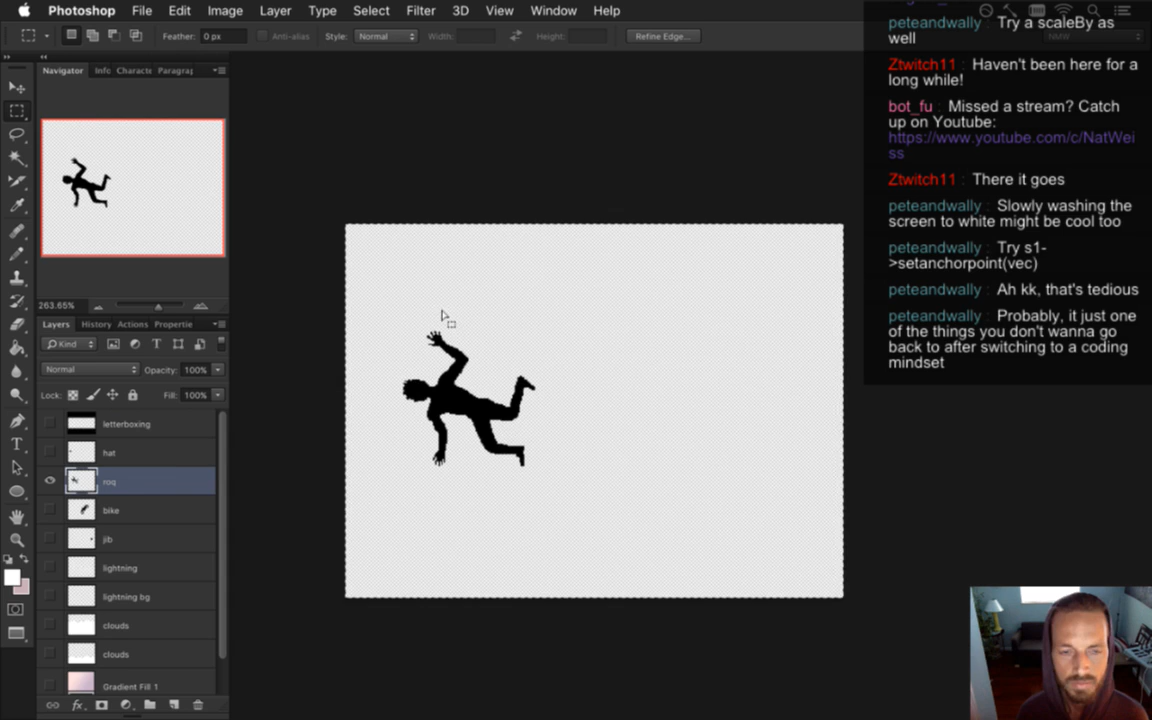 Photoshop File Edit Image Layer Type Select Filter 3D View Window Help
Feather: 0 px Anti-alias Style: Normal Width: Height: Refine Edge...
Navigator Info Characte Paragraj
263.65%
Layers History Actions Propertie
Kind
Normal Opacity: 100%
Lock: Fill: 100%
letterboxing
hat
roq
bike
jib
lightning
lightning bg
clouds
clouds
Gradient Fill 1
peteandwally : Try a scaleBy as
well
Ztwitch11 : Haven't been here for a
long while!
bot_fu : Missed a stream? Catch
up on Youtube:
https://www.youtube.com/c/NatWei
ss
Ztwitch11 : There it goes
peteandwally : Slowly washing the
screen to white might be cool too
peteandwally : Try s1-
>setanchorpoint(vec)
peteandwally : Ah kk, that's tedious
peteandwally : Probably, it just one
of the things you don't wanna go
back to after switching to a coding
mindset